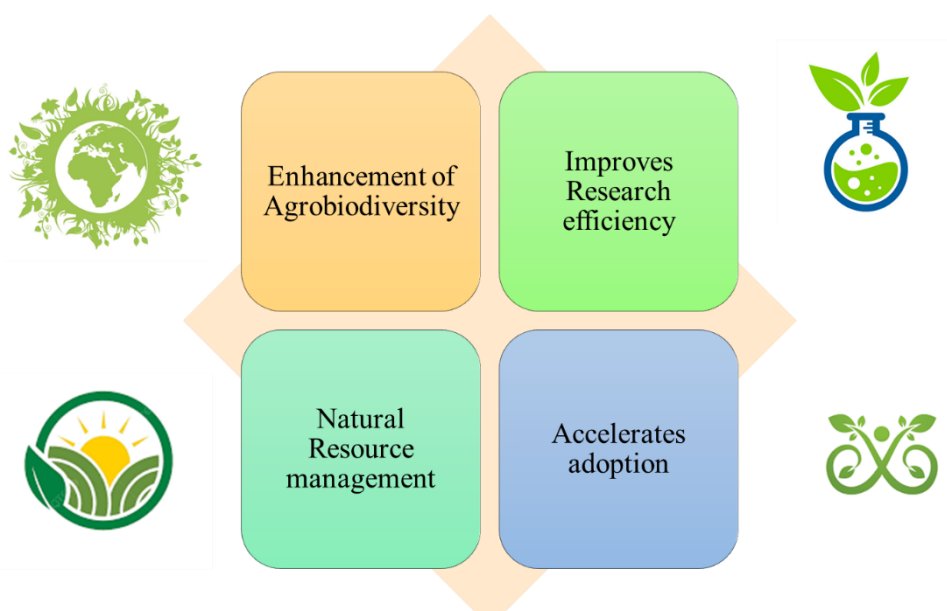 Enhancement of
Agrobiodiversity
Improves
Research
efficiency
Natural
Resource
management
Accelerates
adoption